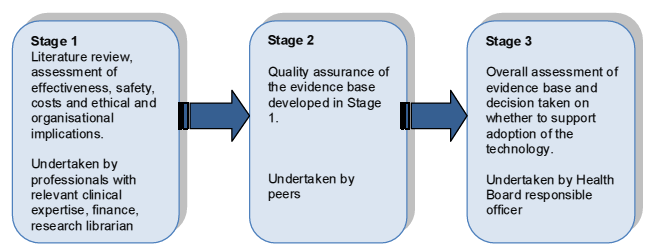 Stage 1
Literature review,
assessment of
effectiveness, safety,
costs and ethical and
organisational
implications.
Undertaken by
professionals with
relevant clinical
expertise, finance,
research librarian
Stage 2
Quality assurance of
the evidence base
developed in Stage
1.
Undertaken by
peers
Stage 3
Overall assessment of
evidence base and
decision taken on
whether to support
adoption of the
technology.
Undertaken by Health
Board responsible
officer